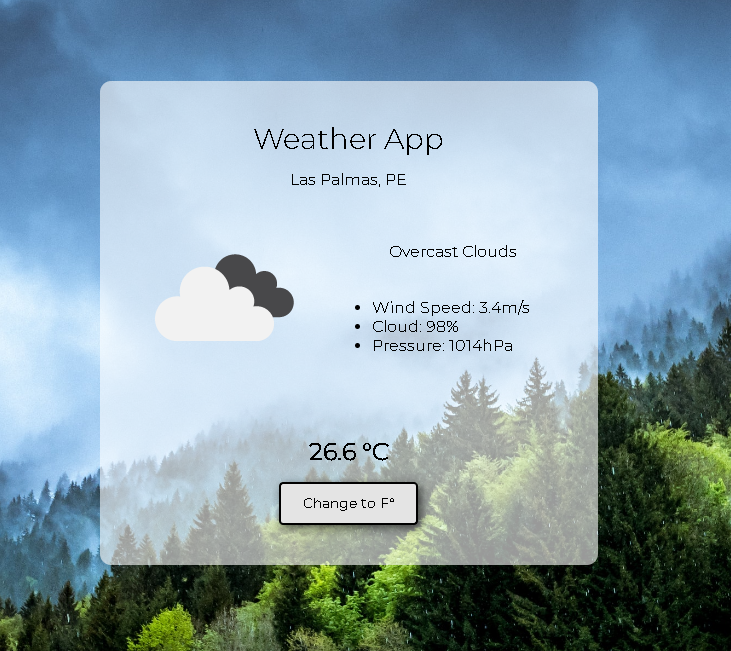 Weather App
Las Palmas, PE
Overcast Clouds
Wind Speed: 3.4m/s
Cloud: 98%
Pressure: 1014hPa
26.6 °C
Change to F°